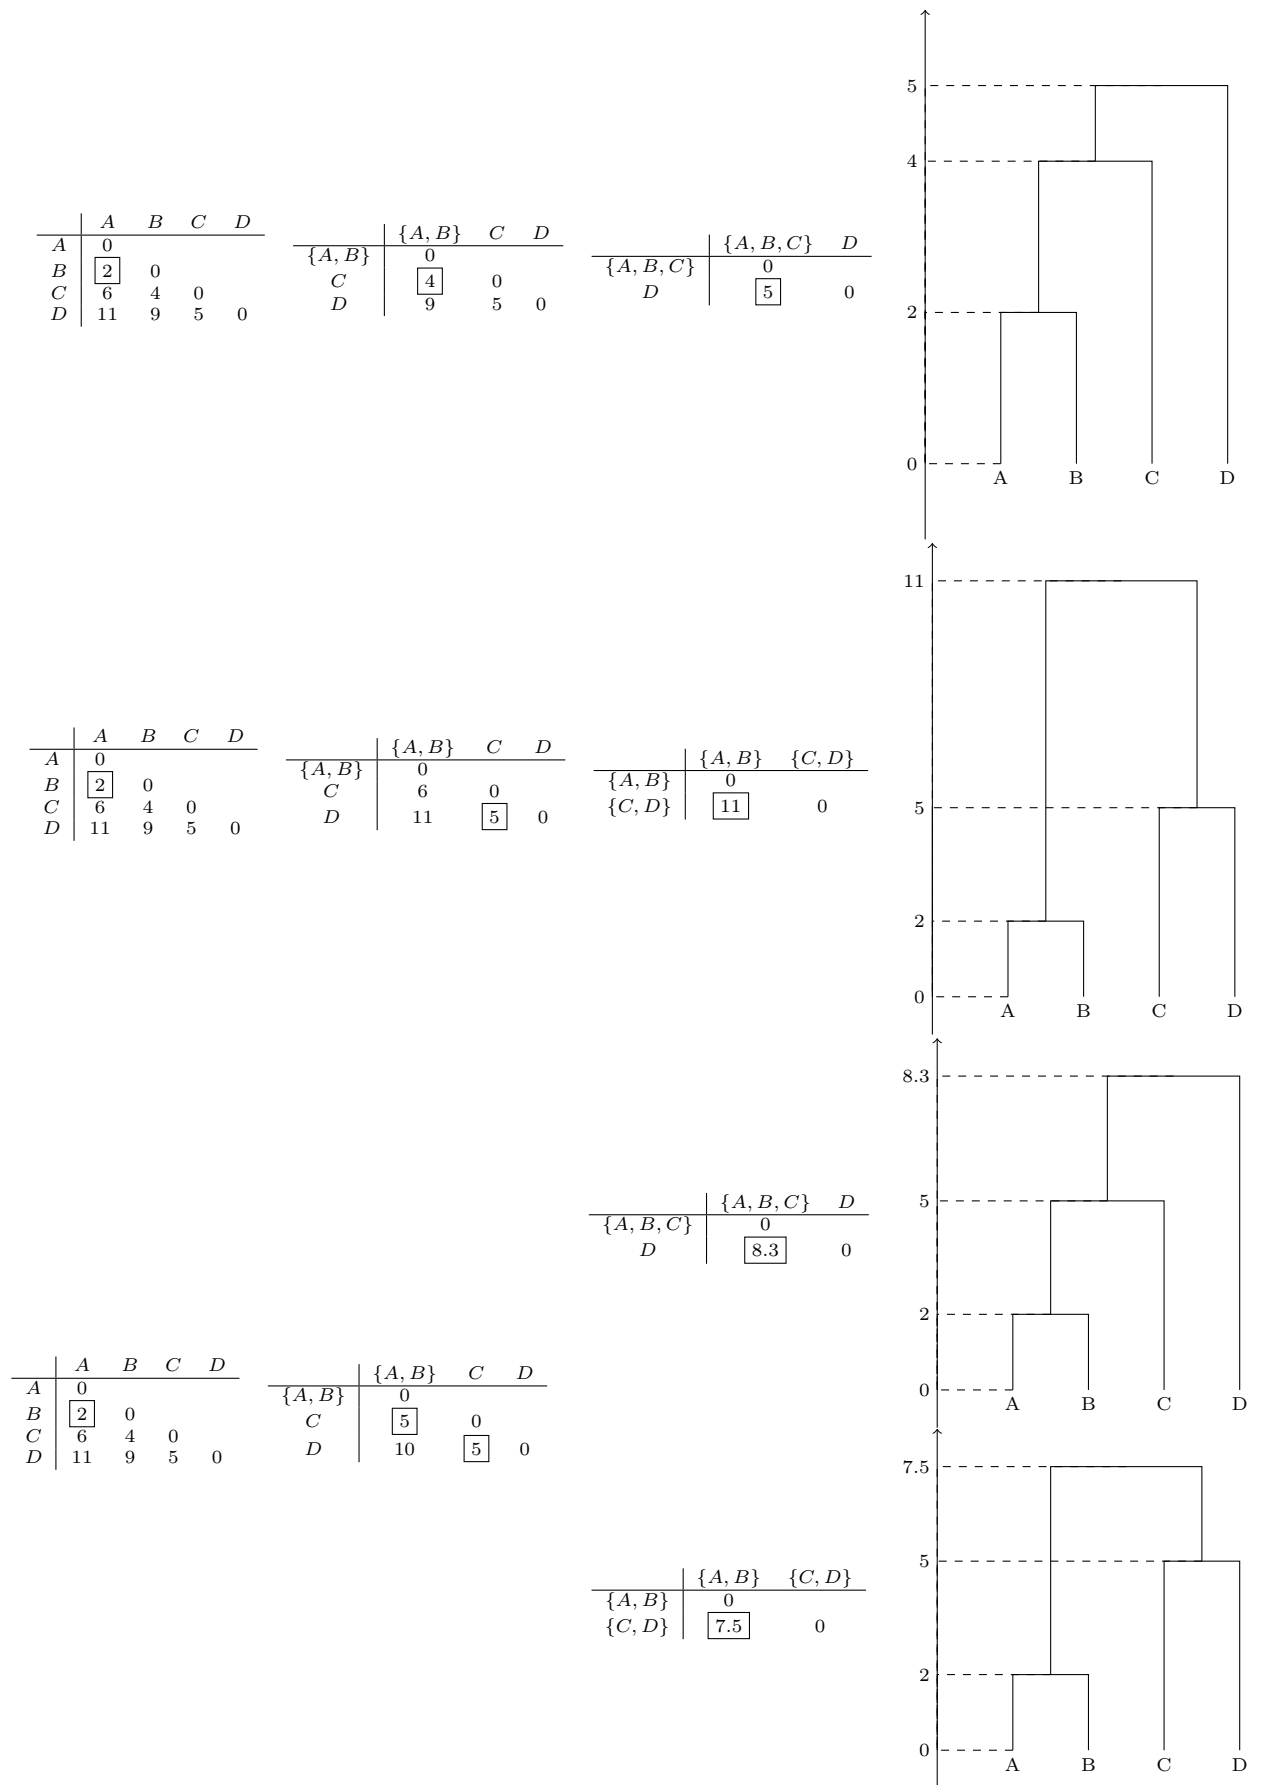 A B C D
A 0
B 2 0
C 6 4 0
D 11 9 5 0
{A, B} C D
{A, B} 0
C 4 0
D 9 5 0
{A, B, C} D
{A, B, C} 0
D 5 0
5
4
2
0
A B C D
A B C D
A 0
B 2 0
C 6 4 0
D 11 9 5 0
{A, B} C D
{A, B} 0
C 6 0
D 11 5 0
{A, B} {C, D}
{A, B} 0
{C, D} 11 0
11
5
2
0
A B C D
A B C D
A 0
B 2 0
C 6 4 0
D 11 9 5 0
{A, B} C D
{A, B} 0
C 5 0
D 10 5 0
{A, B, C} D
{A, B, C} 0
D 8.3 0
8.3
5
2
0
A B C D
{A, B} {C, D}
{A, B} 0
{C, D} 7.5 0
7.5
5
2
0
A B C D